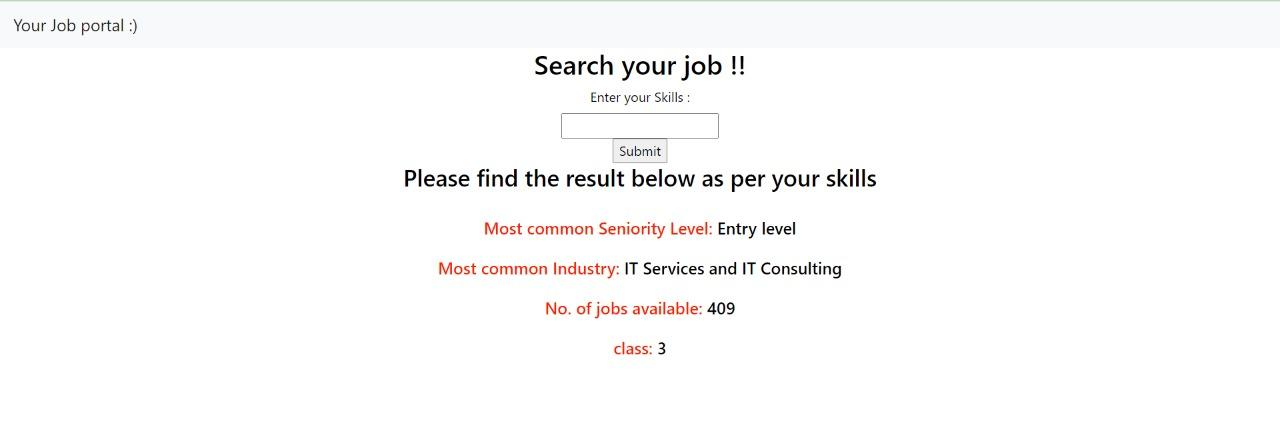 Your Job portal :)
Search your job !!
Enter your Skills :
Submit
Please find the result below as per your skills
Most common Seniority Level: Entry level
Most common Industry: IT Services and IT Consulting
No. of jobs available: 409
class: 3